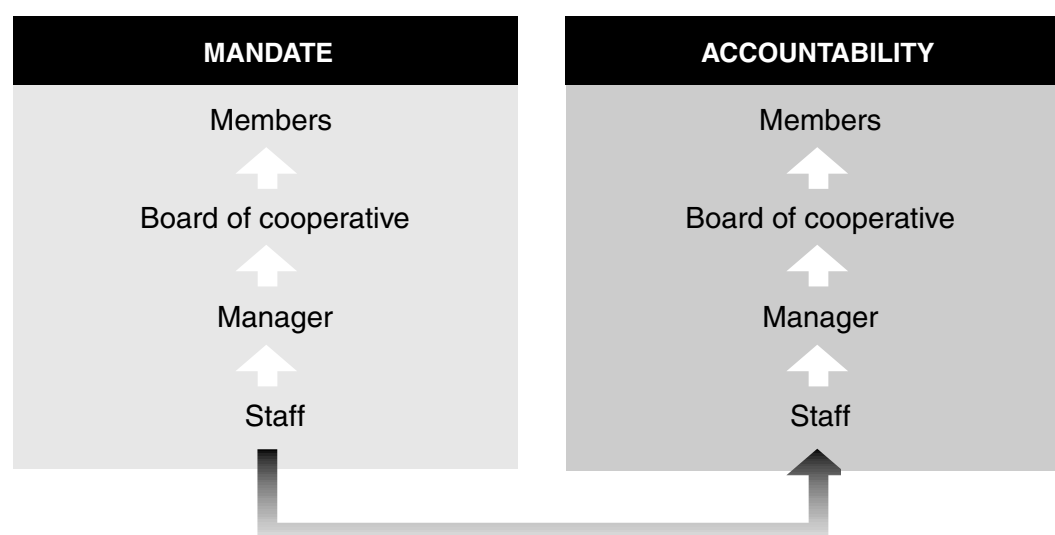 MANDATE
Members
Board of cooperative
Manager
Staff
ACCOUNTABILITY
Members
Board of cooperative
Manager
Staff